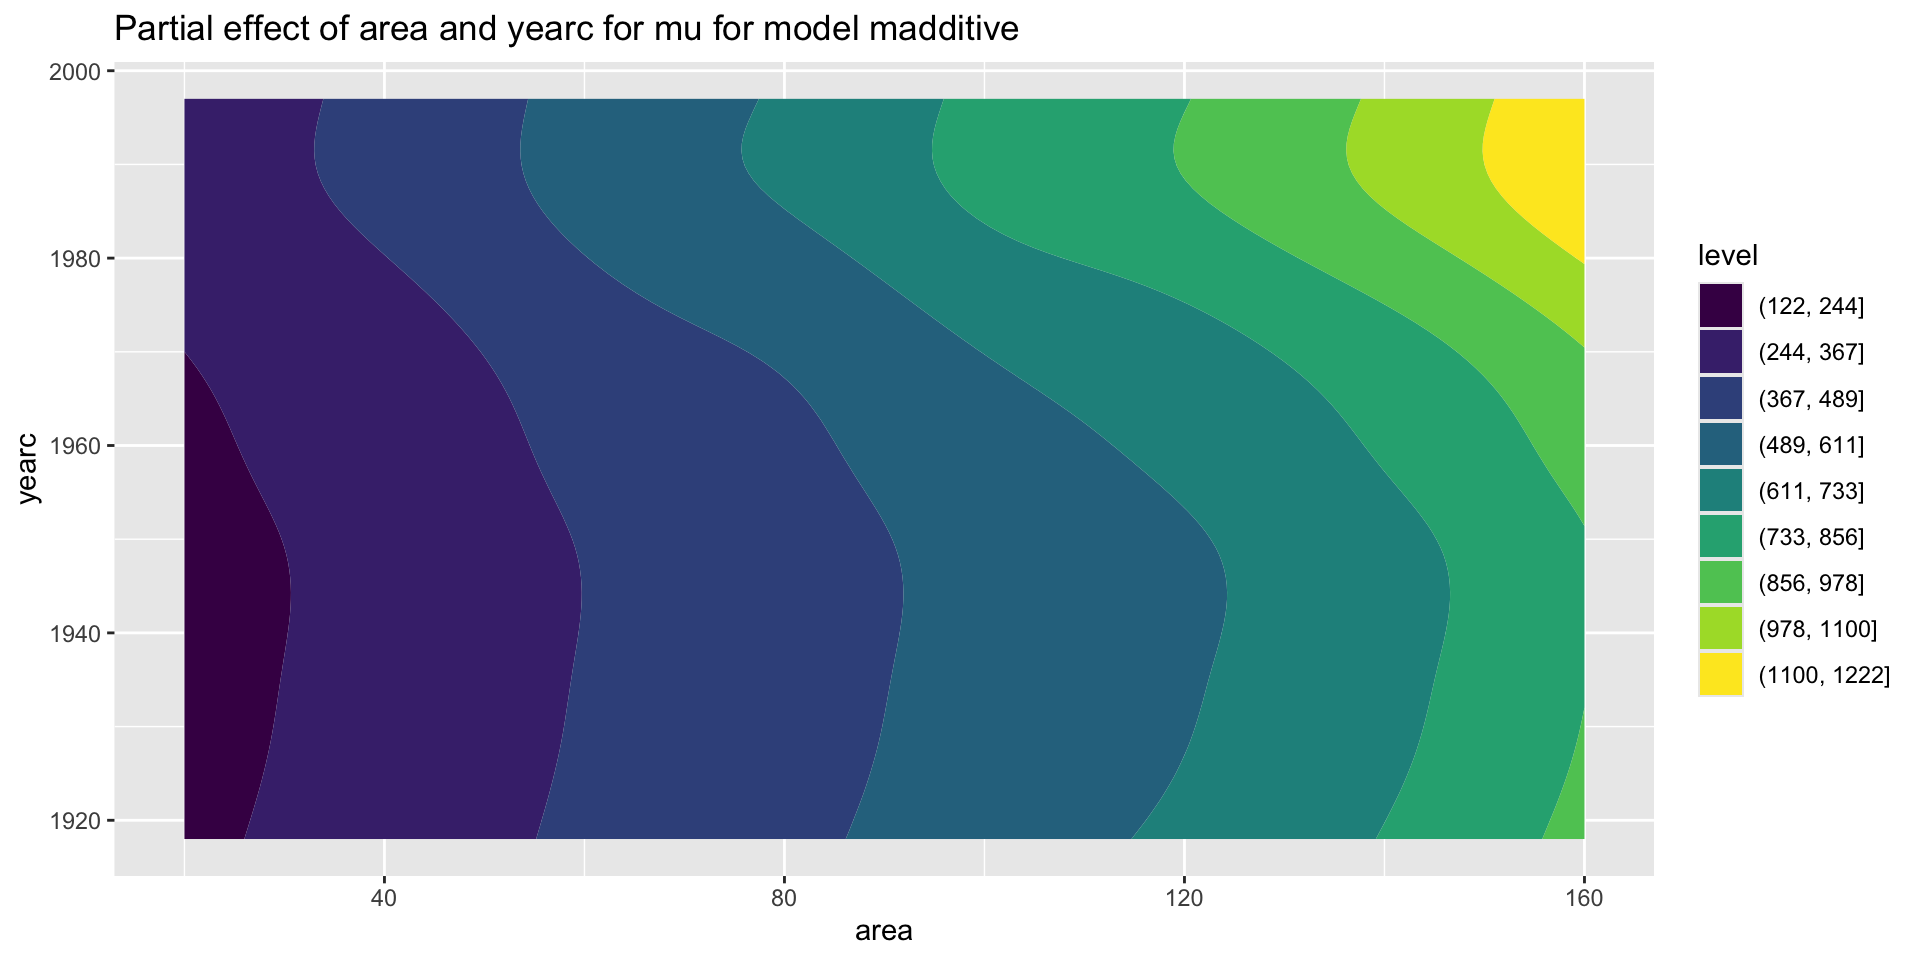 Partial effect of area and yearc for mu for model madditive
2000
1980
1960
1940
1920
yearc
40 80 120 160
area
level
(122, 244]
(244, 367]
(367, 489]
(489, 611]
(611, 733]
(733, 856]
(856, 978]
(978, 1100]
(1100, 1222]